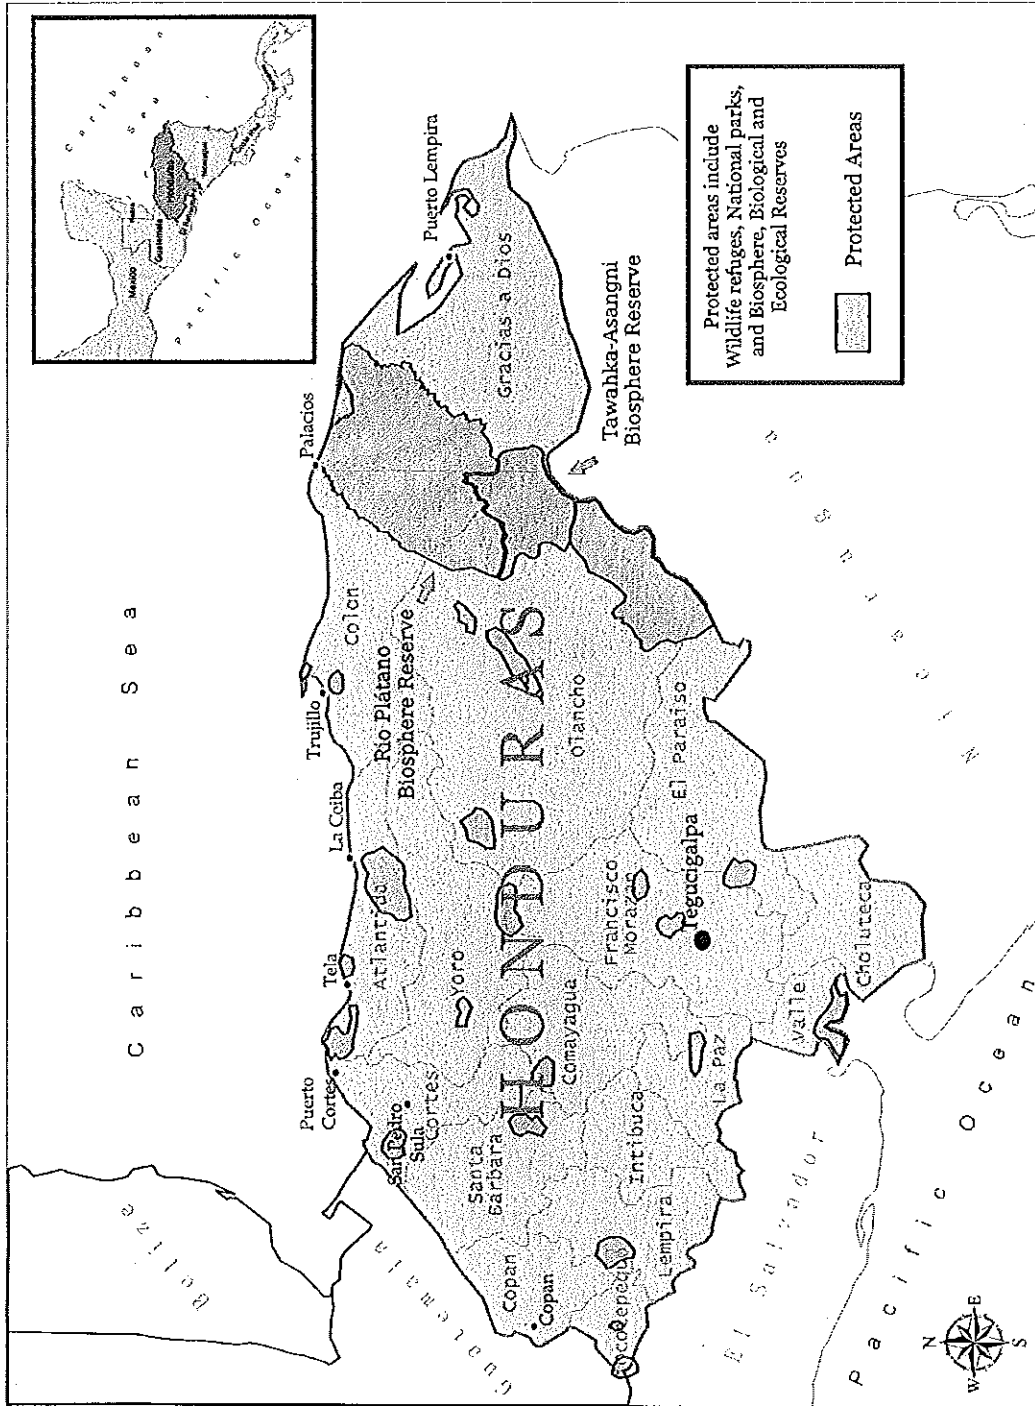 Caribbean
Sea
Pacific Ocean
Mexico
Guatemala
Caribbean Sea
Belize
Guatemala
El Salvador
Pacific Ocean
HONDURAS
Puerto
Cortes
Tela
La Ceiba
Trujillo
Palacios
Puerto Lempira
San Pedro
Sula
Cortes
Atlantida
Yoro
Colon
Rio Plátano
Biosphere Reserve
Gracias a Dios
Tawahka-Asangni
Biosphere Reserve
Santa
Barbara
Copan
Copan
Ocotepeque
Lempira
Intibuca
La Paz
Comayagua
Francisco
Morazan
Tegucigalpa
Olancho
El Paraiso
Valle
Choluteca
Protected areas include
Wildlife refuges, National parks,
and Biosphere, Biological and
Ecological Reserves
Protected Areas
N
W
E
S